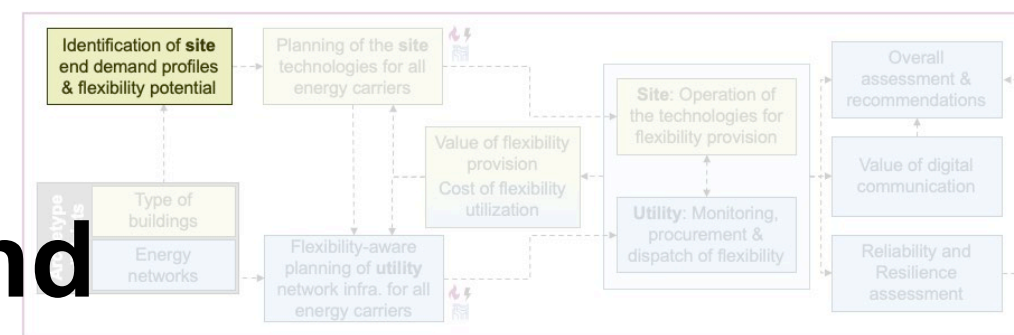 Identification of site
end demand profiles
& flexibility potential
Planning of the site
technologies for all
energy carriers
Overall
assessment &
recommendations
Site: Operation of
the technologies for
flexibility provision
Value of flexibility
provision
Cost of flexibility
utilization
Value of digital
communication
Type of
buildings
Energy
networks
Utility: Monitoring,
procurement &
dispatch of flexibility
Flexibility-aware
planning of utility
network infra. for all
energy carriers
Reliability and
Resilience
assessment
nd